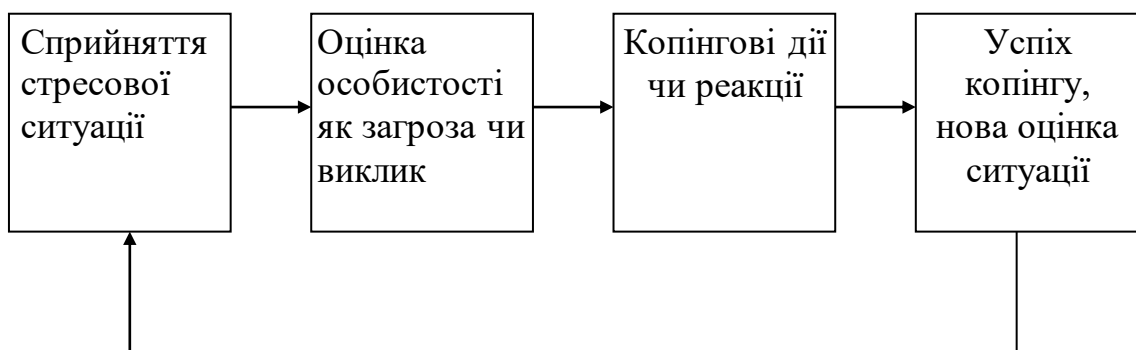 Сприйняття
стресової
ситуації
Оцінка
особистості
як загроза чи
виклик
Копінгові дії
чи реакції
Успіх
копінгу,
нова оцінка
ситуації